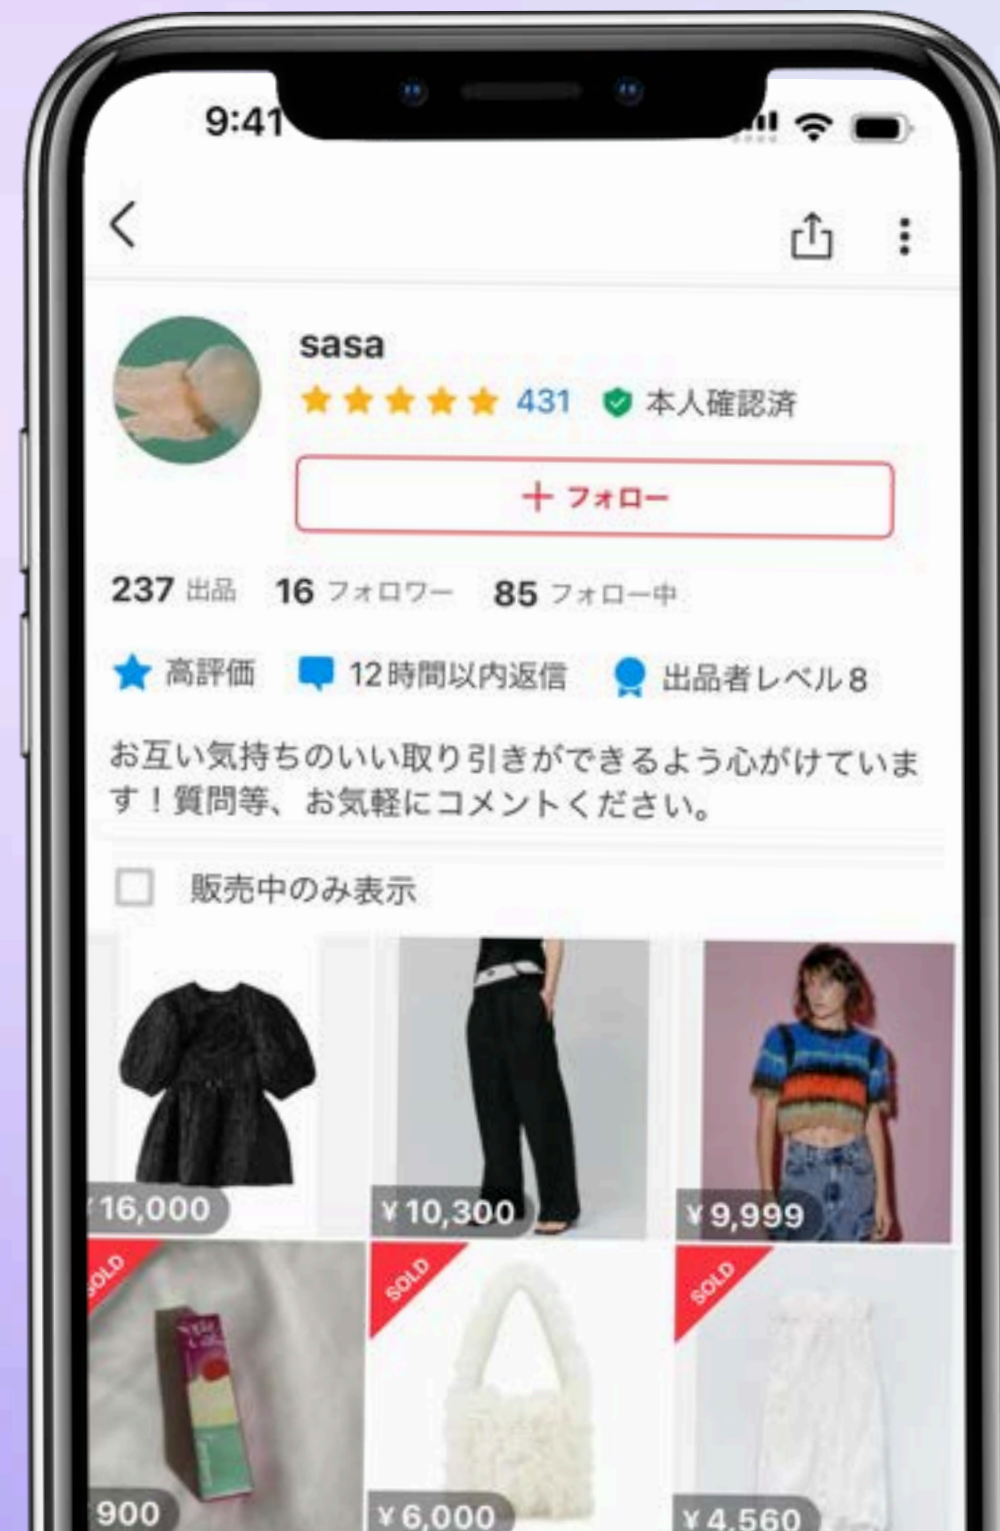 9:41
sasa
431 本人確認済
＋ フォロー
237 出品 16 フォロワー 85 フォロー中
高評価 12時間以内返信 出品者レベル8
お互い気持ちのいい取り引きができるよう心がけていま
す！質問等、お気軽にコメントください。
販売中のみ表示
¥16,000 ¥10,300 ¥9,999
SOLD SOLD SOLD
900 ¥6,000 ¥4,560